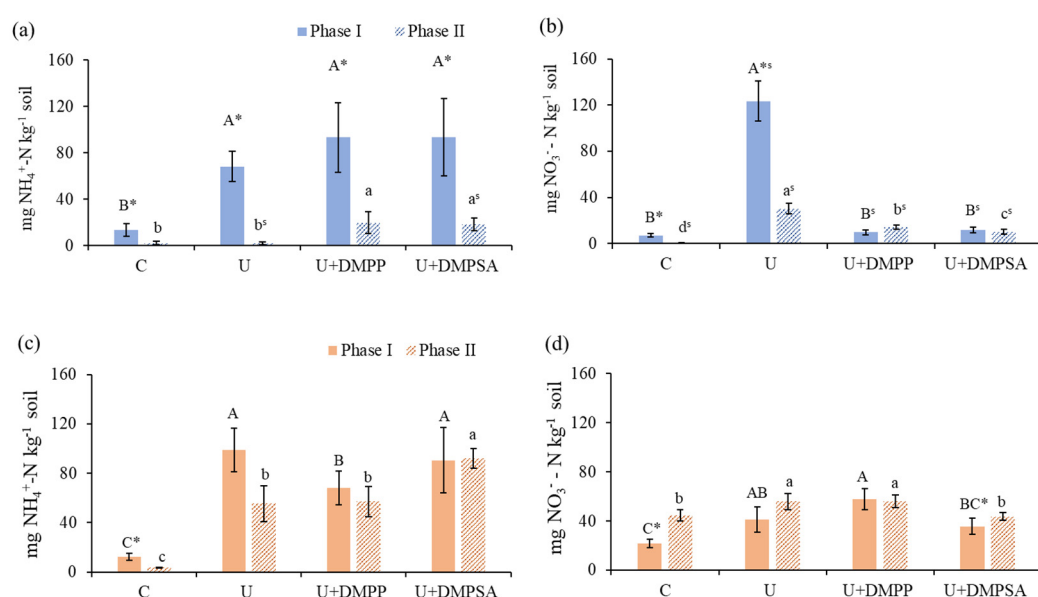 (a)
Phase I Phase II
mg NH₄⁺-N kg⁻¹ soil
160
120
80
40
0
B* b A* bˢ A* a A* aˢ
C U U+DMPP U+DMPSA
(b)
mg NO₃⁻- N kg⁻¹ soil
160
120
80
40
0
B* dˢ A*ˢ aˢ Bˢ bˢ Bˢ cˢ
C U U+DMPP U+DMPSA
(c)
Phase I Phase II
mg NH₄⁺-N kg⁻¹ soil
160
120
80
40
0
C* c A b B b A a
C U U+DMPP U+DMPSA
(d)
mg NO₃⁻ - N kg⁻¹ soil
160
120
80
40
0
C* b AB a A a BC* b
C U U+DMPP U+DMPSA